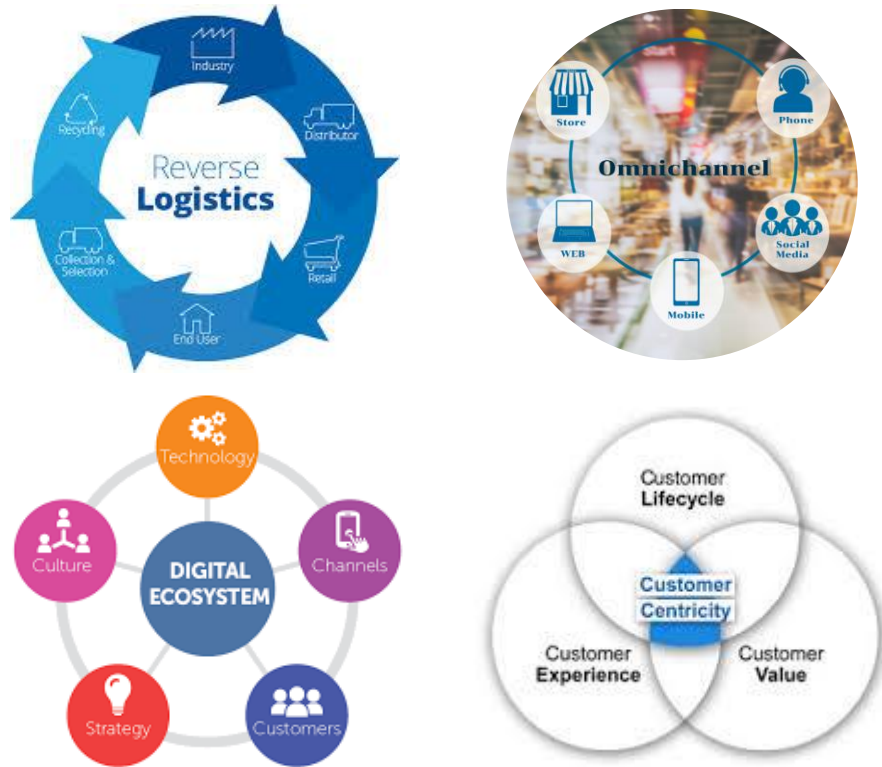 Industry
Distributor
Retail
End User
Collection &
Selection
Recycling
Reverse
Logistics
Start
Store
Phone
Omnichannel
WEB
Social
Media
Mobile
Technology
Culture
Channels
DIGITAL
ECOSYSTEM
Strategy
Customers
Customer
Lifecycle
Customer
Centricity
Customer
Experience
Customer
Value